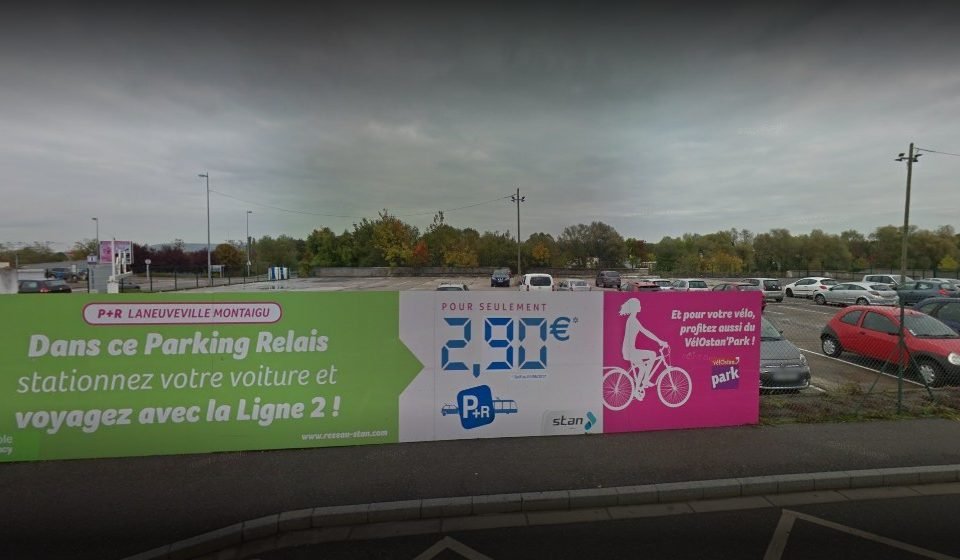 P+R LANEUVEVILLE MONTAIGU
Dans ce Parking Relais
stationnez votre voiture et
voyagez avec la Ligne 2 !
www.reseau-stan.com
POUR SEULEMENT
2,90€*
P+R
stan
Et pour votre vélo,
profitez aussi du
VélOstan'Park !
vélOstan
park